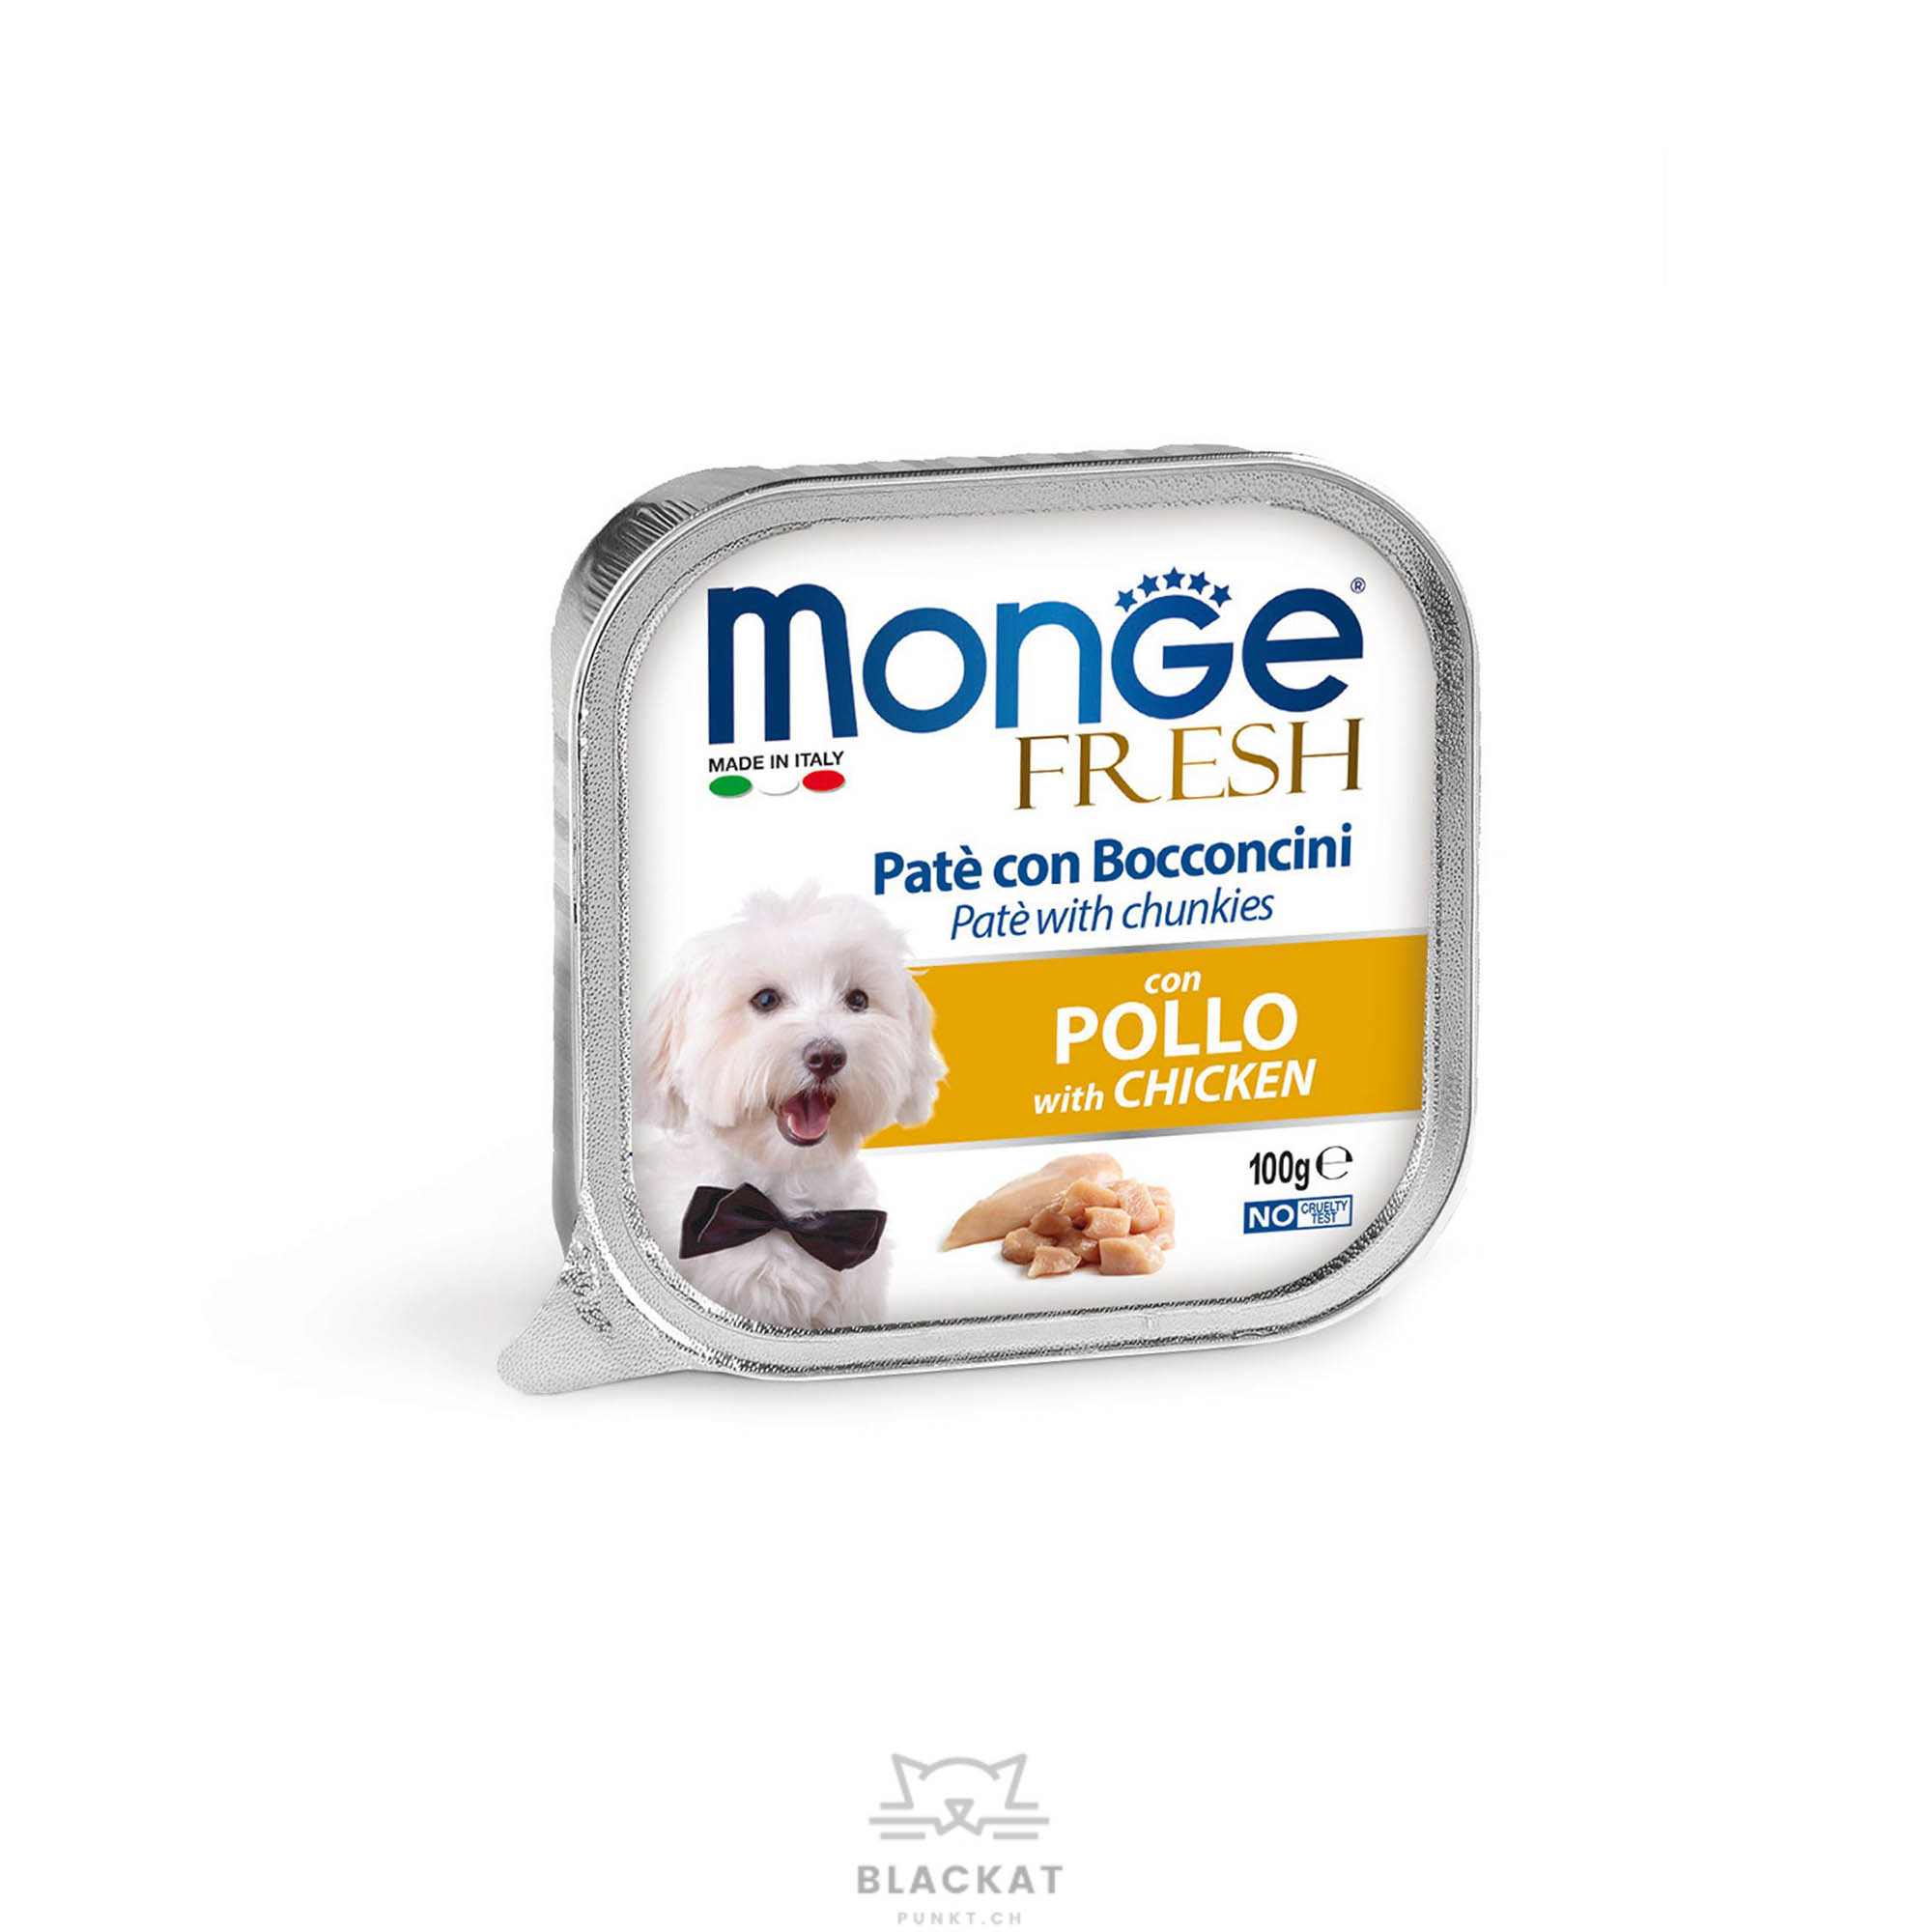 monGe®
FRESH
MADE IN ITALY
Patè con Bocconcini
Patè with chunkies
con
POLLO
with CHICKEN
100g ℮
NO CRUELTY
TEST
BLACKAT
PUNKT.CH